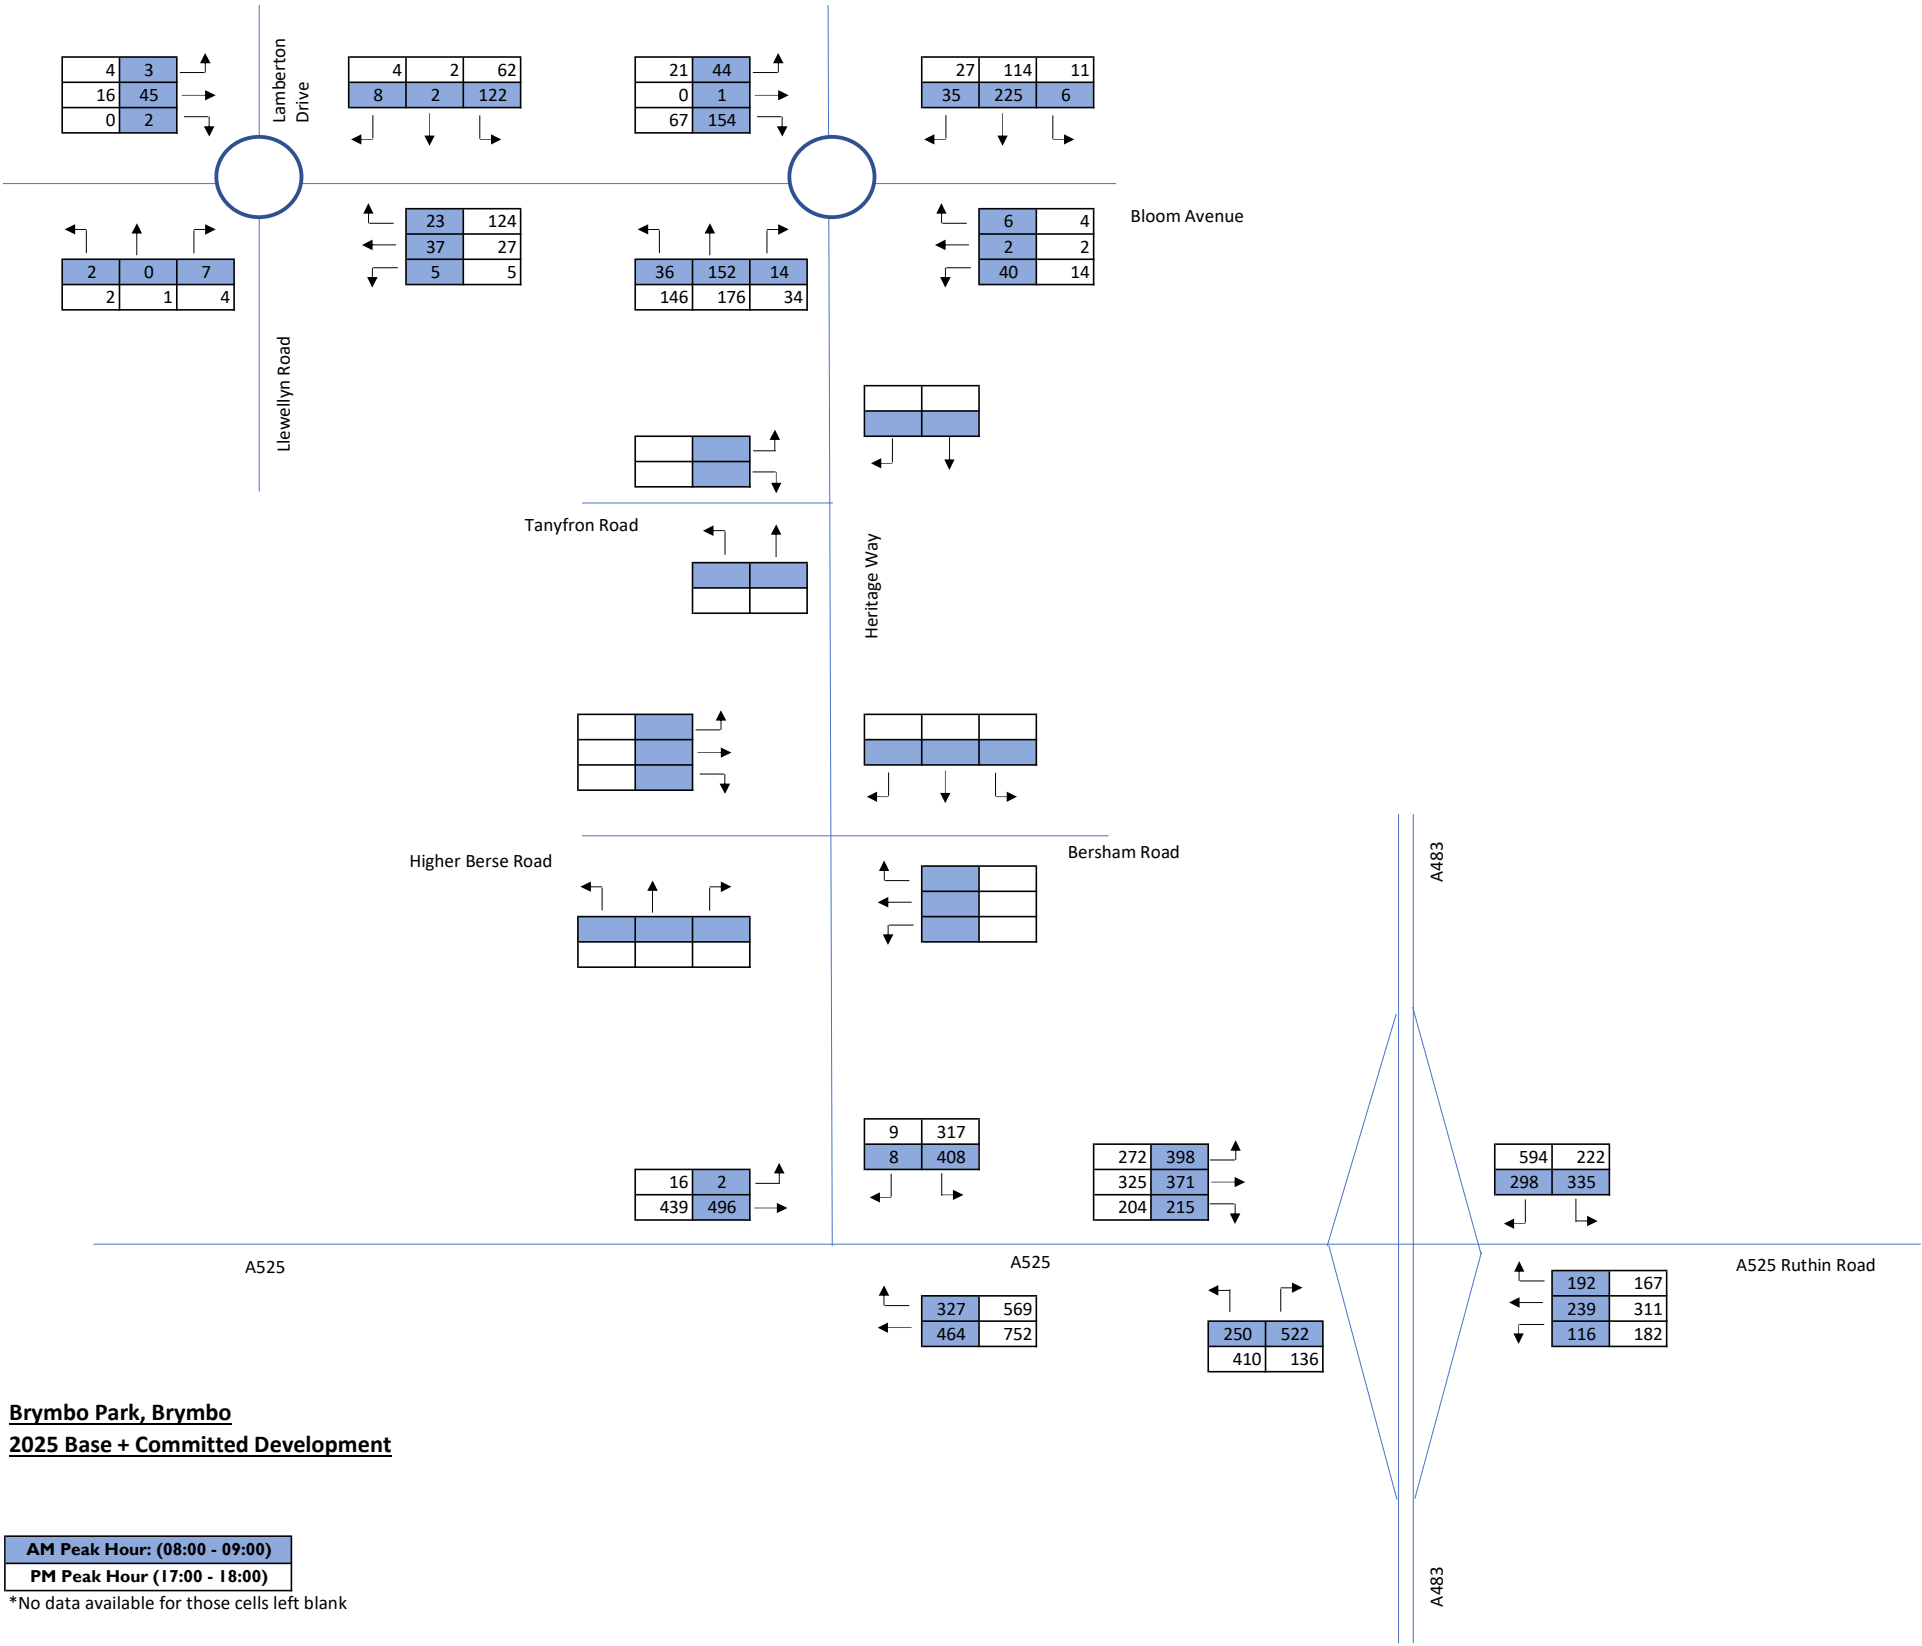 Lamberton
Drive
4 3
16 45
0 2
4 2 62
8 2 122
21 44
0 1
67 154
27 114 11
35 225 6
2 0 7
2 1 4
23 124
37 27
5 5
36 152 14
146 176 34
6 4
2 2
40 14
Bloom Avenue
Llewellyn Road
Tanyfron Road
Heritage Way
Higher Berse Road
Bersham Road
A483
16 2
439 496
9 317
8 408
272 398
325 371
204 215
594 222
298 335
A525
A525
A525 Ruthin Road
327 569
464 752
250 522
410 136
192 167
239 311
116 182
Brymbo Park, Brymbo
2025 Base + Committed Development
AM Peak Hour: (08:00 - 09:00)
PM Peak Hour (17:00 - 18:00)
*No data available for those cells left blank
A483